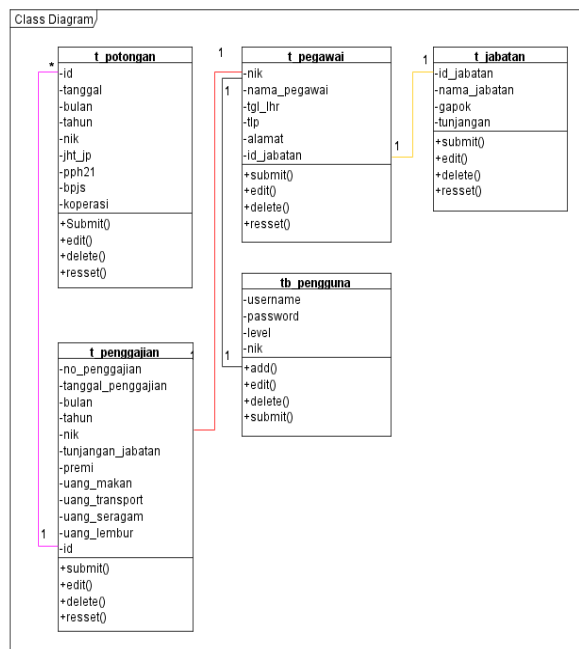 Class Diagram
t_potongan
-id
-tanggal
-bulan
-tahun
-nik
-jht_jp
-pph21
-bpjs
-koperasi
+Submit()
+edit()
+delete()
+resset()
*
1
t_pegawai
-nik
-nama_pegawai
-tgl_lhr
-tlp
-alamat
-id_jabatan
+submit()
+edit()
+delete()
+resset()
1
1
1
t_jabatan
-id_jabatan
-nama_jabatan
-gapok
-tunjangan
+submit()
+edit()
+delete()
+resset()
1
tb_pengguna
-username
-password
-level
-nik
+add()
+edit()
+delete()
+submit()
1
t_penggajian
-no_penggajian
-tanggal_penggajian
-bulan
-tahun
-nik
-tunjangan_jabatan
-premi
-uang_makan
-uang_transport
-uang_seragam
-uang_lembur
-id
+submit()
+edit()
+delete()
+resset()
1